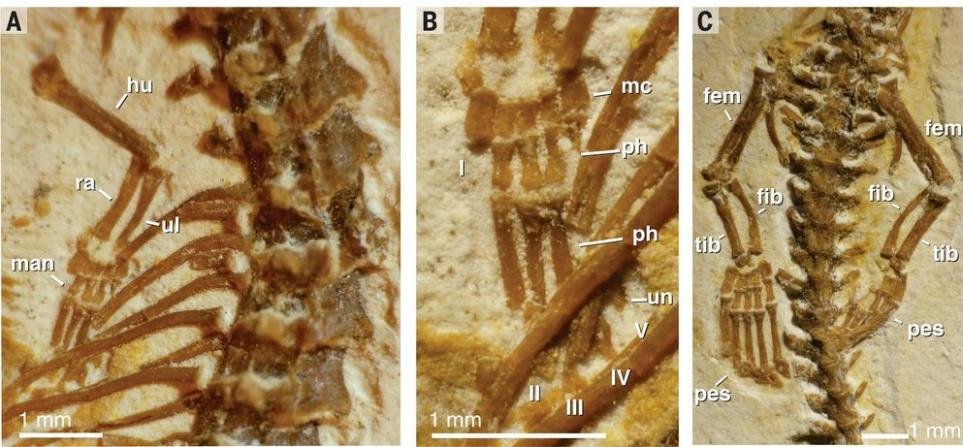 A
hu
ra
ul
man
1 mm
B
mc
I
ph
ph
un
V
IV
II
III
1 mm
C
fem
fem
fib
fib
tib
tib
pes
pes
1 mm